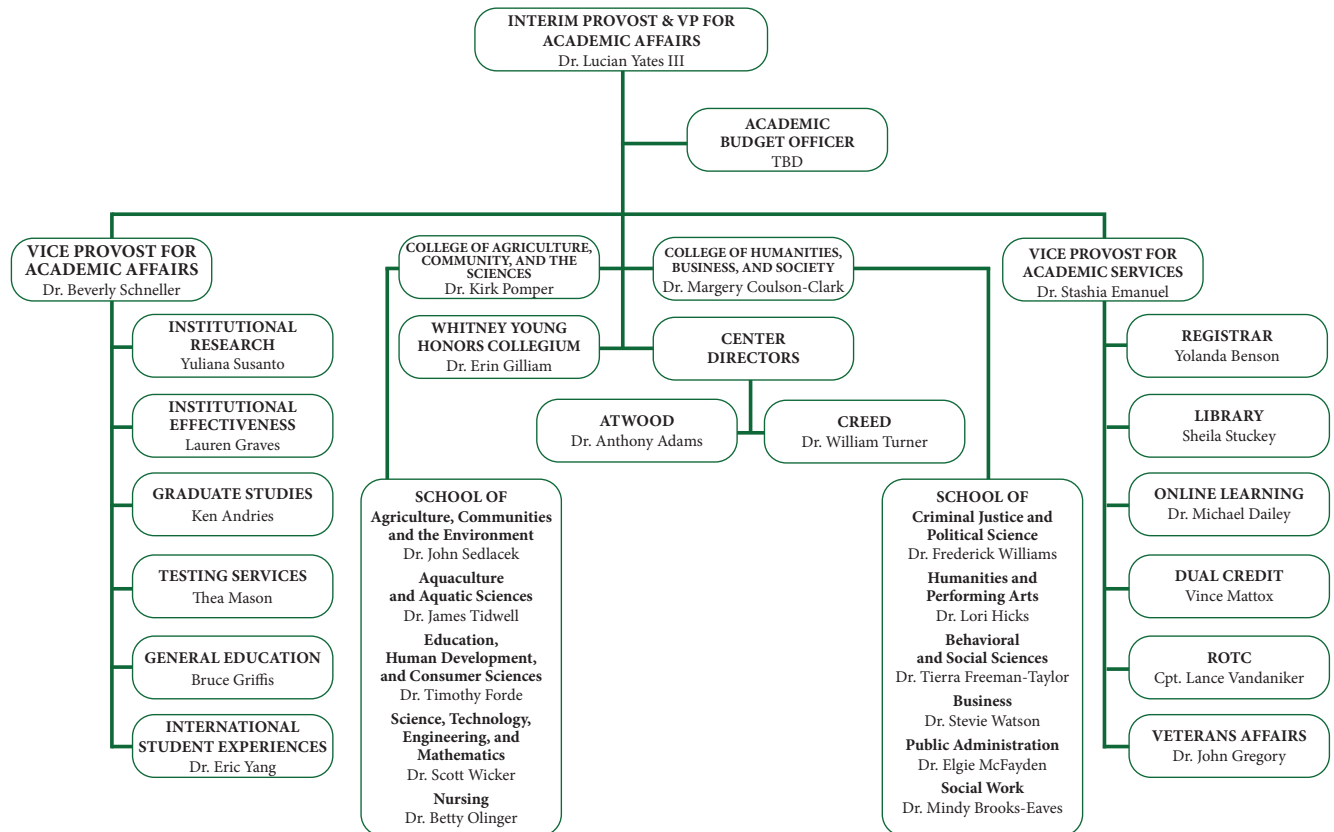 INTERIM PROVOST & VP FOR
ACADEMIC AFFAIRS
Dr. Lucian Yates III
ACADEMIC
BUDGET OFFICER
TBD
VICE PROVOST FOR
ACADEMIC AFFAIRS
Dr. Beverly Schneller
INSTITUTIONAL
RESEARCH
Yuliana Susanto
INSTITUTIONAL
EFFECTIVENESS
Lauren Graves
GRADUATE STUDIES
Ken Andries
TESTING SERVICES
Thea Mason
GENERAL EDUCATION
Bruce Griffis
INTERNATIONAL
STUDENT EXPERIENCES
Dr. Eric Yang
COLLEGE OF AGRICULTURE,
COMMUNITY, AND THE
SCIENCES
Dr. Kirk Pomper
COLLEGE OF HUMANITIES,
BUSINESS, AND SOCIETY
Dr. Margery Coulson-Clark
WHITNEY YOUNG
HONORS COLLEGIUM
Dr. Erin Gilliam
CENTER
DIRECTORS
ATWOOD
Dr. Anthony Adams
CREED
Dr. William Turner
SCHOOL OF
Agriculture, Communities
and the Environment
Dr. John Sedlacek
Aquaculture
and Aquatic Sciences
Dr. James Tidwell
Education,
Human Development,
and Consumer Sciences
Dr. Timothy Forde
Science, Technology,
Engineering, and
Mathematics
Dr. Scott Wicker
Nursing
Dr. Betty Olinger
SCHOOL OF
Criminal Justice and
Political Science
Dr. Frederick Williams
Humanities and
Performing Arts
Dr. Lori Hicks
Behavioral
and Social Sciences
Dr. Tierra Freeman-Taylor
Business
Dr. Stevie Watson
Public Administration
Dr. Elgie McFayden
Social Work
Dr. Mindy Brooks-Eaves
VICE PROVOST FOR
ACADEMIC SERVICES
Dr. Stashia Emanuel
REGISTRAR
Yolanda Benson
LIBRARY
Sheila Stuckey
ONLINE LEARNING
Dr. Michael Dailey
DUAL CREDIT
Vince Mattox
ROTC
Cpt. Lance Vandaniker
VETERANS AFFAIRS
Dr. John Gregory